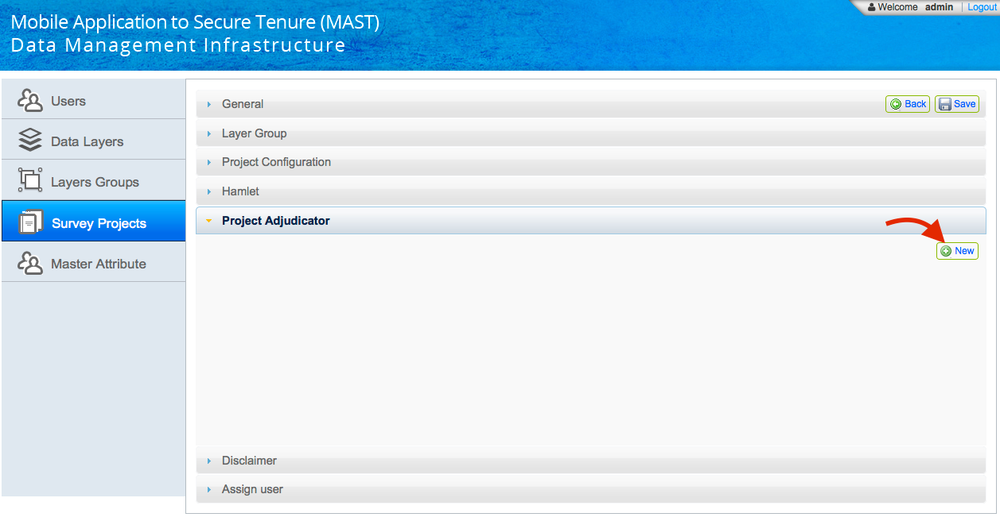 Mobile Application to Secure Tenure (MAST)
Data Management Infrastructure
Welcome admin | Logout
Users
Data Layers
Layers Groups
Survey Projects
Master Attribute
General
Back
Save
Layer Group
Project Configuration
Hamlet
Project Adjudicator
New
Disclaimer
Assign user